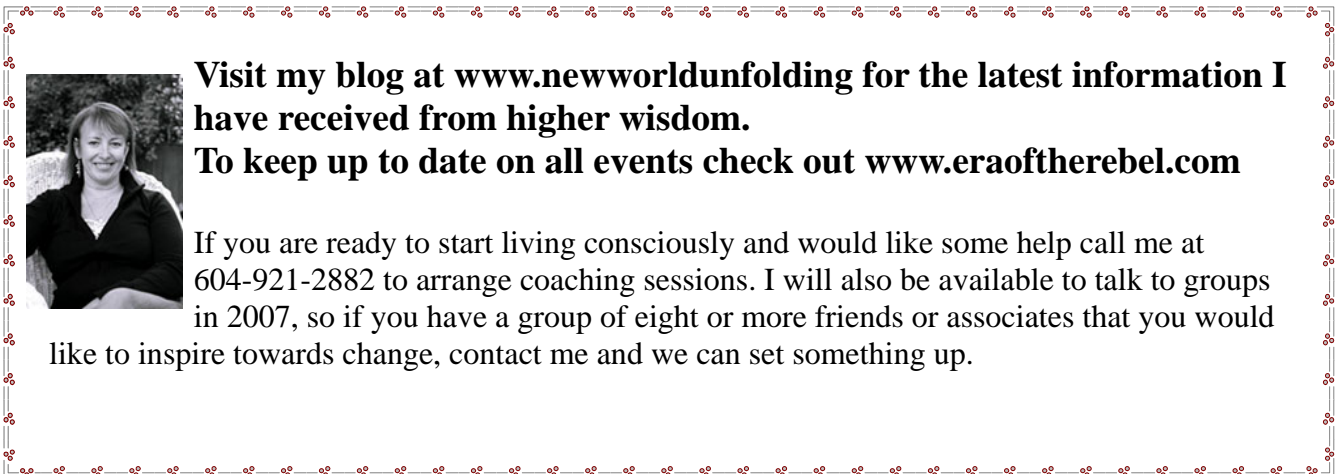 Visit my blog at www.newworldunfolding for the latest information I
have received from higher wisdom.
To keep up to date on all events check out www.eraoftherebel.com
If you are ready to start living consciously and would like some help call me at
604-921-2882 to arrange coaching sessions. I will also be available to talk to groups
in 2007, so if you have a group of eight or more friends or associates that you would
like to inspire towards change, contact me and we can set something up.